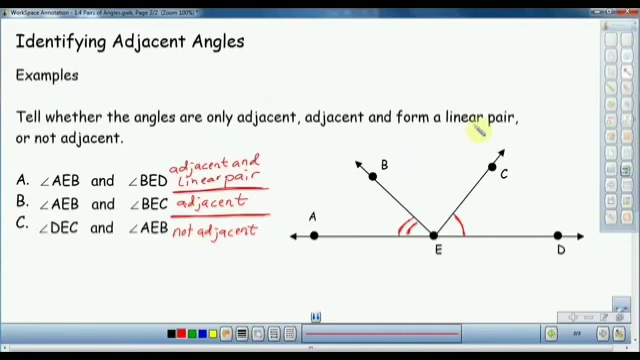 WorkSpace Annotation - 1.4 Pairs of Angles.gwb, Page 2/2 (Zoom 100%) *
Identifying Adjacent Angles
Examples
Tell whether the angles are only adjacent, adjacent and form a linear pair,
or not adjacent.
A. ∠AEB and ∠BED adjacent and linear pair
B. ∠AEB and ∠BEC adjacent
C. ∠DEC and ∠AEB not adjacent
B
C
A
E
D